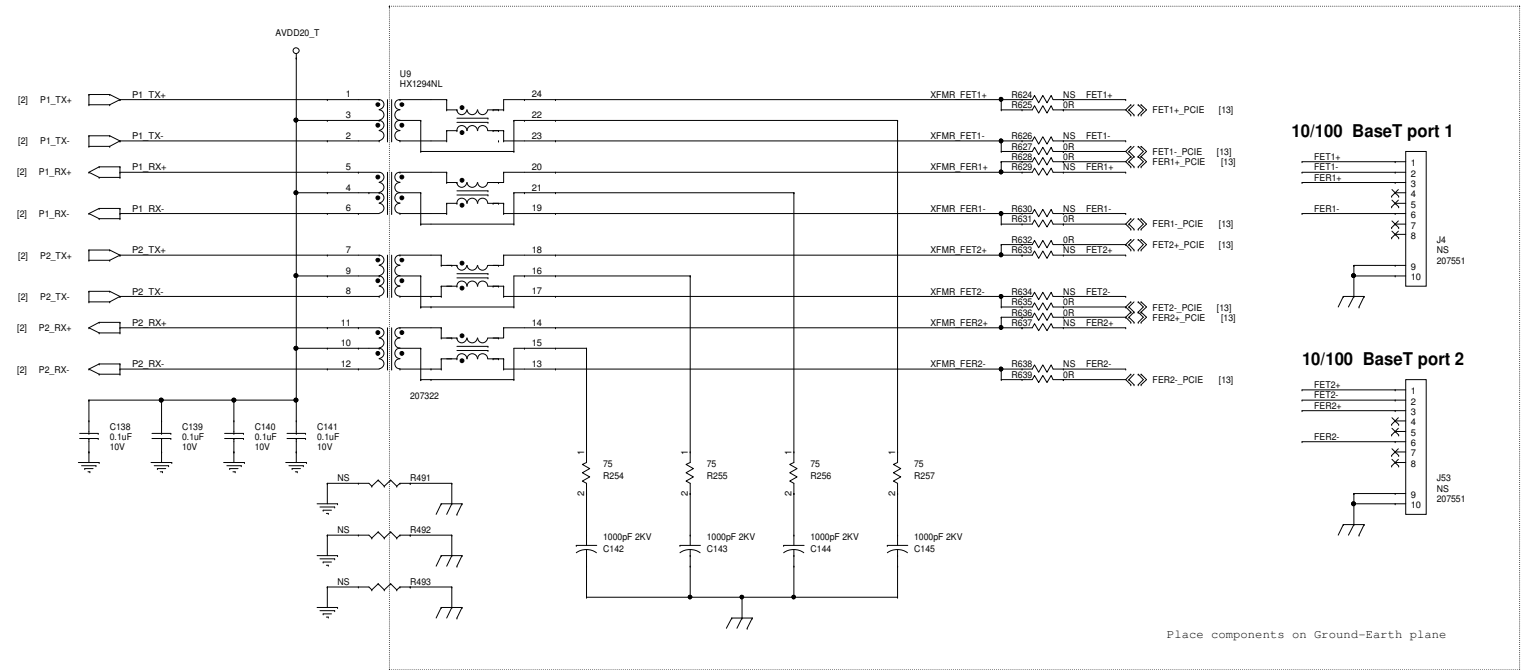 AVDD20_T
U9
HX1294NL
[2] P1_TX+ P1_TX+ 1 24 XFMR_FET1+ R624 NS FET1+
R625 0R FET1+_PCIE [13]
3 22
[2] P1_TX- P1_TX- 2 23 XFMR_FET1- R626 NS FET1-
R627 0R FET1-_PCIE [13]
R628 0R FER1+_PCIE [13]
[2] P1_RX+ P1_RX+ 5 20 XFMR_FER1+ R629 NS FER1+
4 21
[2] P1_RX- P1_RX- 6 19 XFMR_FER1- R630 NS FER1-
R631 0R FER1-_PCIE [13]
R632 0R FET2+_PCIE [13]
[2] P2_TX+ P2_TX+ 7 18 XFMR_FET2+ R633 NS FET2+
9 16
[2] P2_TX- P2_TX- 8 17 XFMR_FET2- R634 NS FET2-
R635 0R FET2-_PCIE [13]
R636 0R FER2+_PCIE [13]
[2] P2_RX+ P2_RX+ 11 14 XFMR_FER2+ R637 NS FER2+
10 15
[2] P2_RX- P2_RX- 12 13 XFMR_FER2- R638 NS FER2-
R639 0R FER2-_PCIE [13]
207322
C138
0.1uF
10V
C139
0.1uF
10V
C140
0.1uF
10V
C141
0.1uF
10V
NS R491
NS R492
NS R493
1
75
R254
2
1
75
R255
2
1
75
R256
2
1
75
R257
2
1000pF 2KV
C142
1000pF 2KV
C143
1000pF 2KV
C144
1000pF 2KV
C145
10/100 BaseT port 1
FET1+ 1
FET1- 2
FER1+ 3
4
5
FER1- 6
7
8
9
10
J4
NS
207551
10/100 BaseT port 2
FET2+ 1
FET2- 2
FER2+ 3
4
5
FER2- 6
7
8
9
10
J53
NS
207551
Place components on Ground-Earth plane